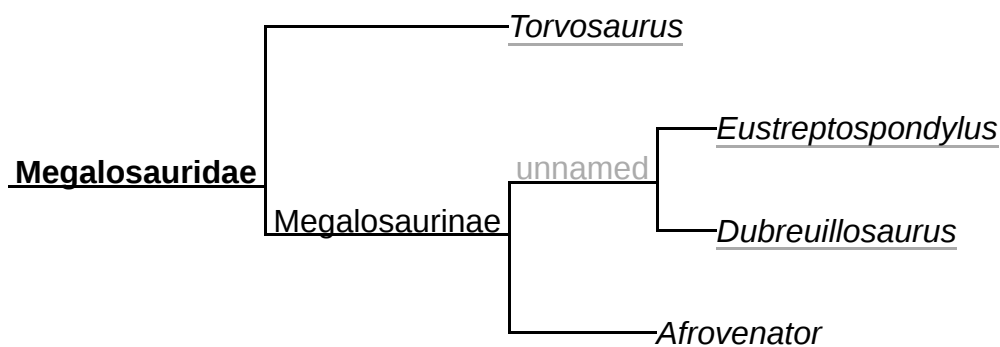 Torvosaurus
Eustreptospondylus
unnamed
Megalosauridae
Megalosaurinae
Dubreuillosaurus
Afrovenator